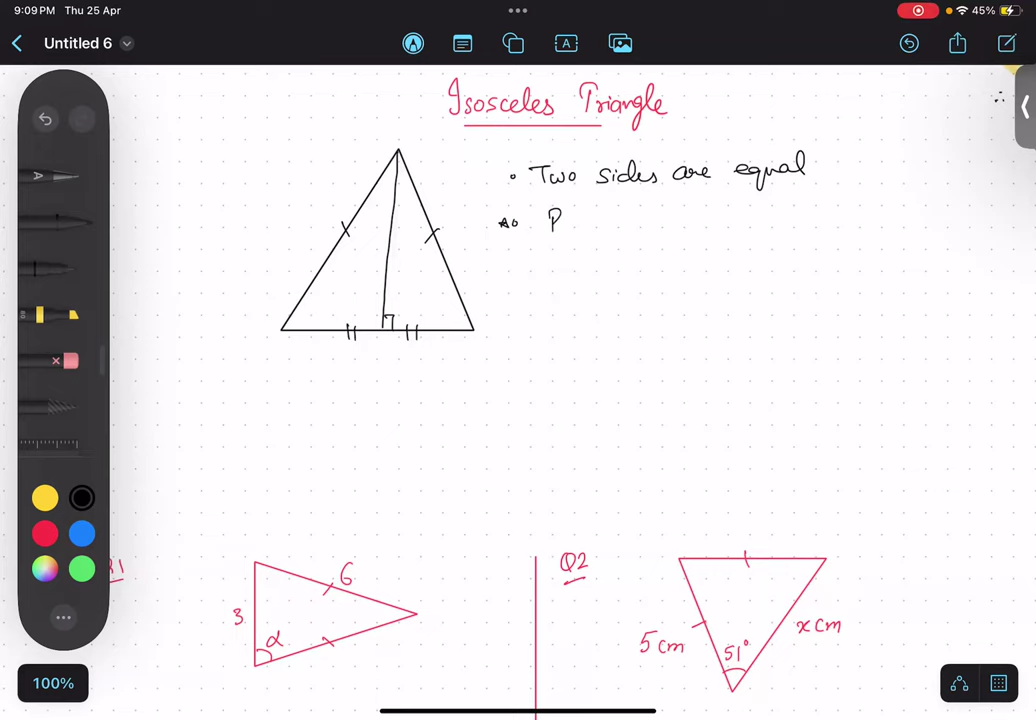 9:09 PM Thu 25 Apr
45%
Untitled 6
A
Isosceles Triangle
• Two sides are equal
P
80
Q2
3
6
α
5 cm
51°
x cm
100%